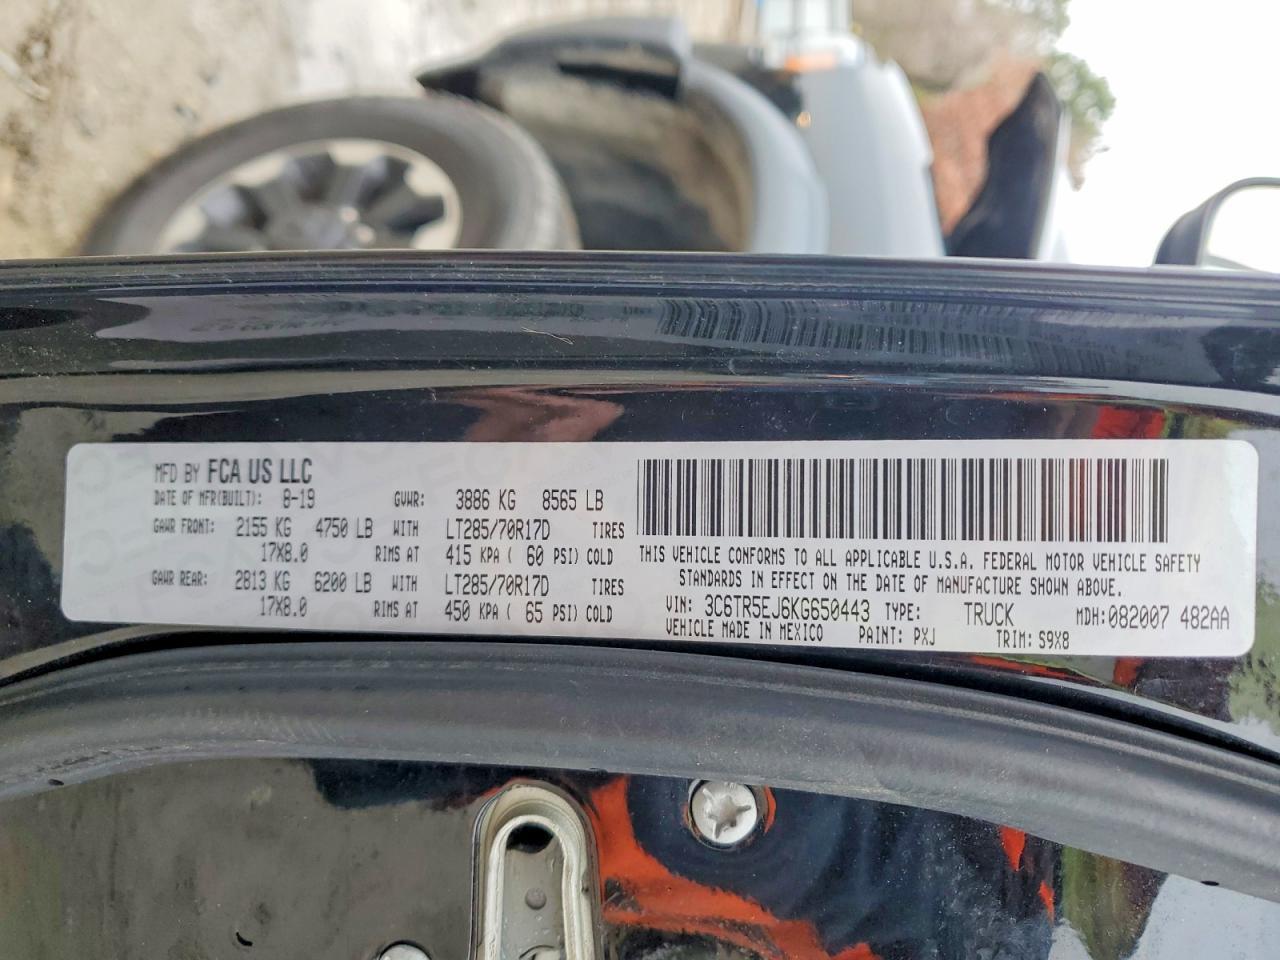 MFD BY FCA US LLC
DATE OF MFR(BUILT): 8-19 GVWR: 3886 KG 8565 LB
GAWR FRONT: 2155 KG 4750 LB WITH LT285/70R17D TIRES
17X8.0 RIMS AT 415 KPA ( 60 PSI) COLD
GAWR REAR: 2813 KG 6200 LB WITH LT285/70R17D TIRES
17X8.0 RIMS AT 450 KPA ( 65 PSI) COLD
THIS VEHICLE CONFORMS TO ALL APPLICABLE U.S.A. FEDERAL MOTOR VEHICLE SAFETY
STANDARDS IN EFFECT ON THE DATE OF MANUFACTURE SHOWN ABOVE.
VIN: 3C6TR5EJ6KG650443 TYPE: TRUCK MDH: 082007 482AA
VEHICLE MADE IN MEXICO PAINT: PXJ TRIM: S9X8